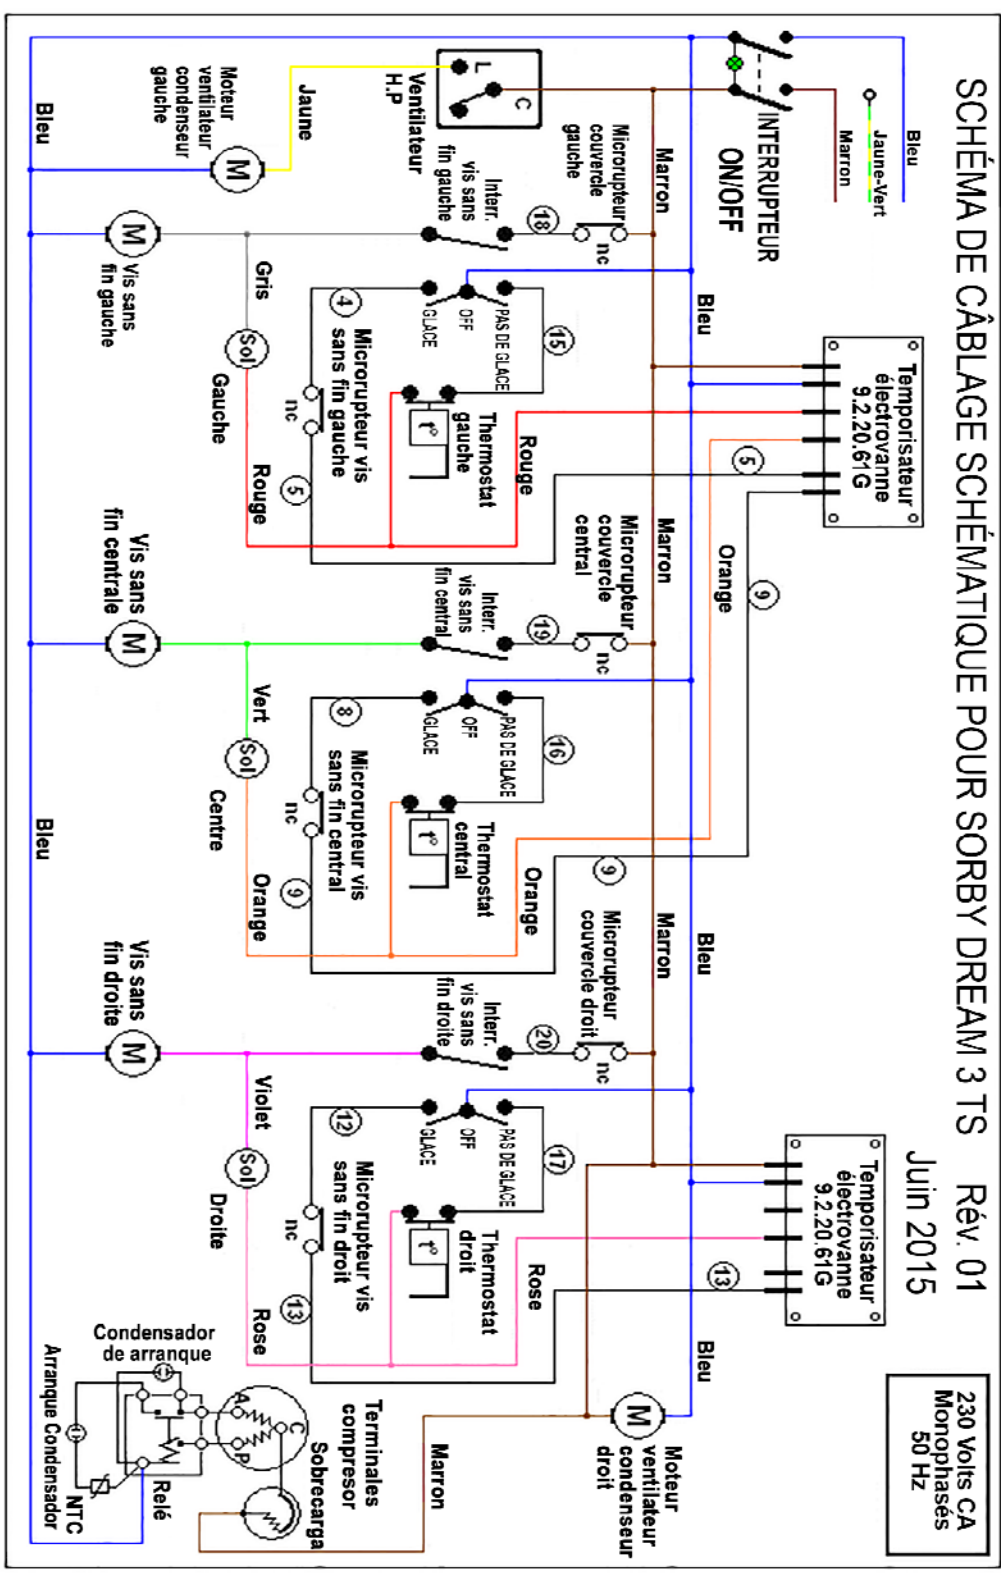 SCHÉMA DE CÂBLAGE SCHÉMATIQUE POUR SORBY DREAM 3 TS Rév. 01
Juin 2015
230 Volts CA
Monophasés
50 Hz
Bleu
Jaune-Vert
Marron
INTERRUPTEUR
ON/OFF
L
C
Ventilateur
H.P
Jaune
Moteur
ventilateur
condenseur
gauche
M
Bleu
Marron
Microrupteur
couvercle
gauche
nc
18
Interr.
vis sans
fin gauche
M
Vis sans
fin gauche
Gris
Sol
Gauche
Rouge
Bleu
PAS DE GLACE
OFF
GLACE
15
4
Microrupteur vis
sans fin gauche
nc
5
Thermostat
gauche
t°
Rouge
5
Temporisateur
électrovanne
9.2.20.61G
Orange
9
Marron
Microrupteur
couvercle
central
nc
19
Interr.
vis sans
fin central
M
Vis sans
fin centrale
Vert
Sol
Centre
Orange
PAS DE GLACE
OFF
GLACE
16
8
Microrupteur vis
sans fin central
nc
9
Thermostat
central
t°
Orange
9
Bleu
Bleu
Marron
Microrupteur
couvercle droit
nc
20
Interr.
vis sans
fin droite
M
Vis sans
fin droite
Violet
Sol
Droite
Rose
PAS DE GLACE
OFF
GLACE
17
12
Microrupteur vis
sans fin droit
nc
13
Thermostat
droit
t°
Rose
13
Temporisateur
électrovanne
9.2.20.61G
Bleu
M
Moteur
ventilateur
condenseur
droit
Marron
Terminales
compresor
Sobrecarga
C
A
P
Condensador
de arranque
Relé
NTC
Arranque Condensador